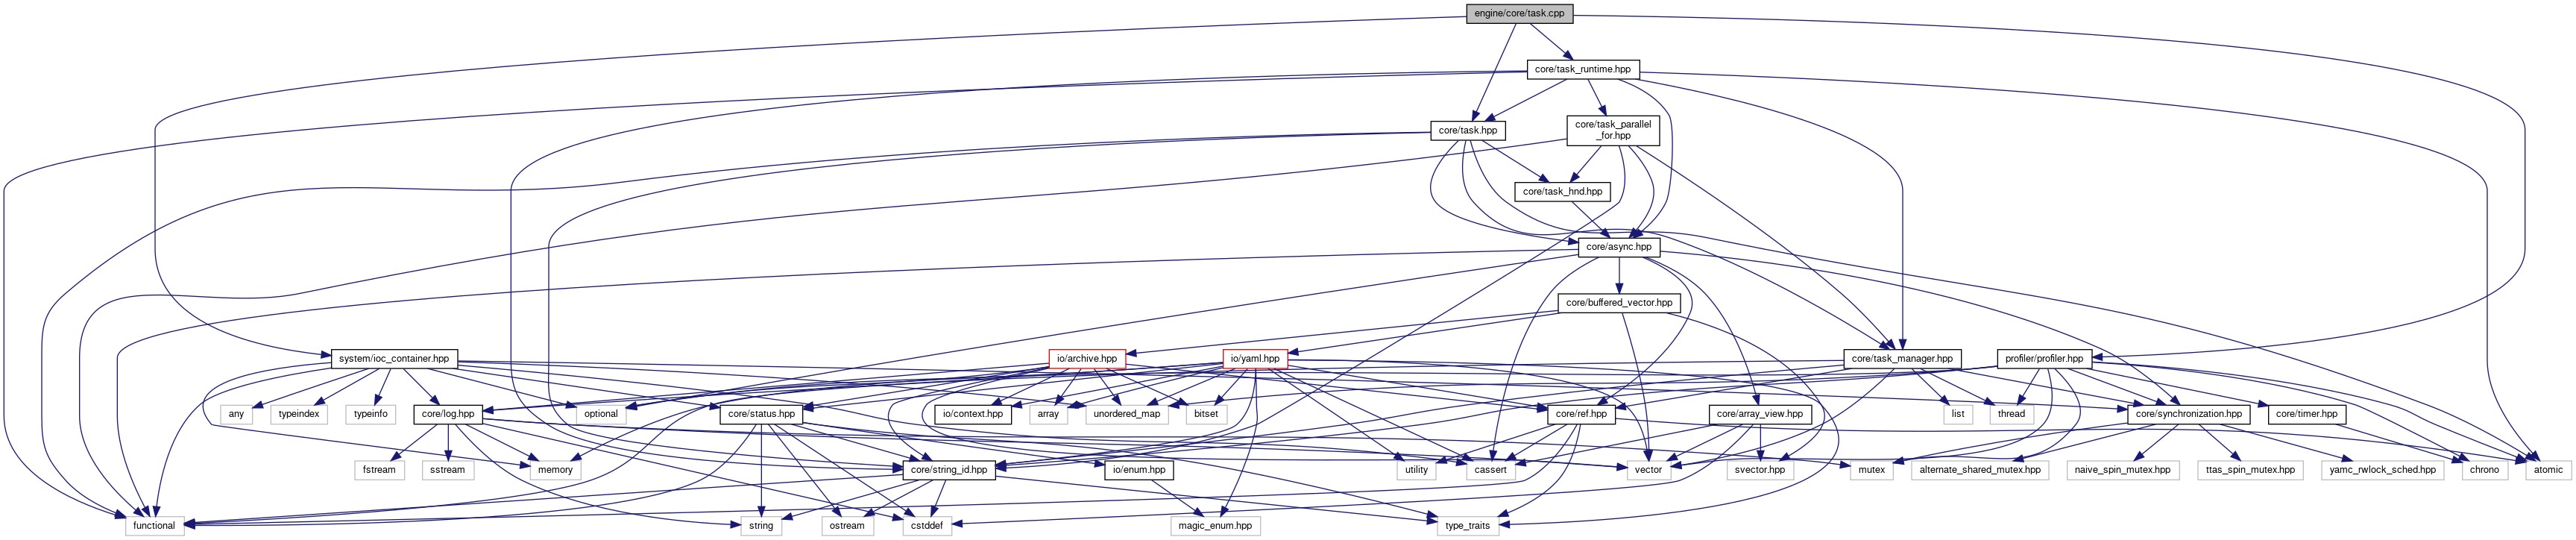 engine/core/task.cpp
core/task_runtime.hpp
core/task.hpp
core/task_parallel
_for.hpp
core/task_hnd.hpp
core/async.hpp
core/buffered_vector.hpp
system/ioc_container.hpp
io/archive.hpp
io/yaml.hpp
core/task_manager.hpp
profiler/profiler.hpp
any
typeindex
typeinfo
core/log.hpp
optional
core/status.hpp
io/context.hpp
array
unordered_map
bitset
core/ref.hpp
core/array_view.hpp
list
thread
core/synchronization.hpp
core/timer.hpp
fstream
sstream
memory
core/string_id.hpp
io/enum.hpp
utility
cassert
vector
svector.hpp
mutex
alternate_shared_mutex.hpp
naive_spin_mutex.hpp
ttas_spin_mutex.hpp
yamc_rwlock_sched.hpp
chrono
atomic
functional
string
ostream
cstddef
magic_enum.hpp
type_traits